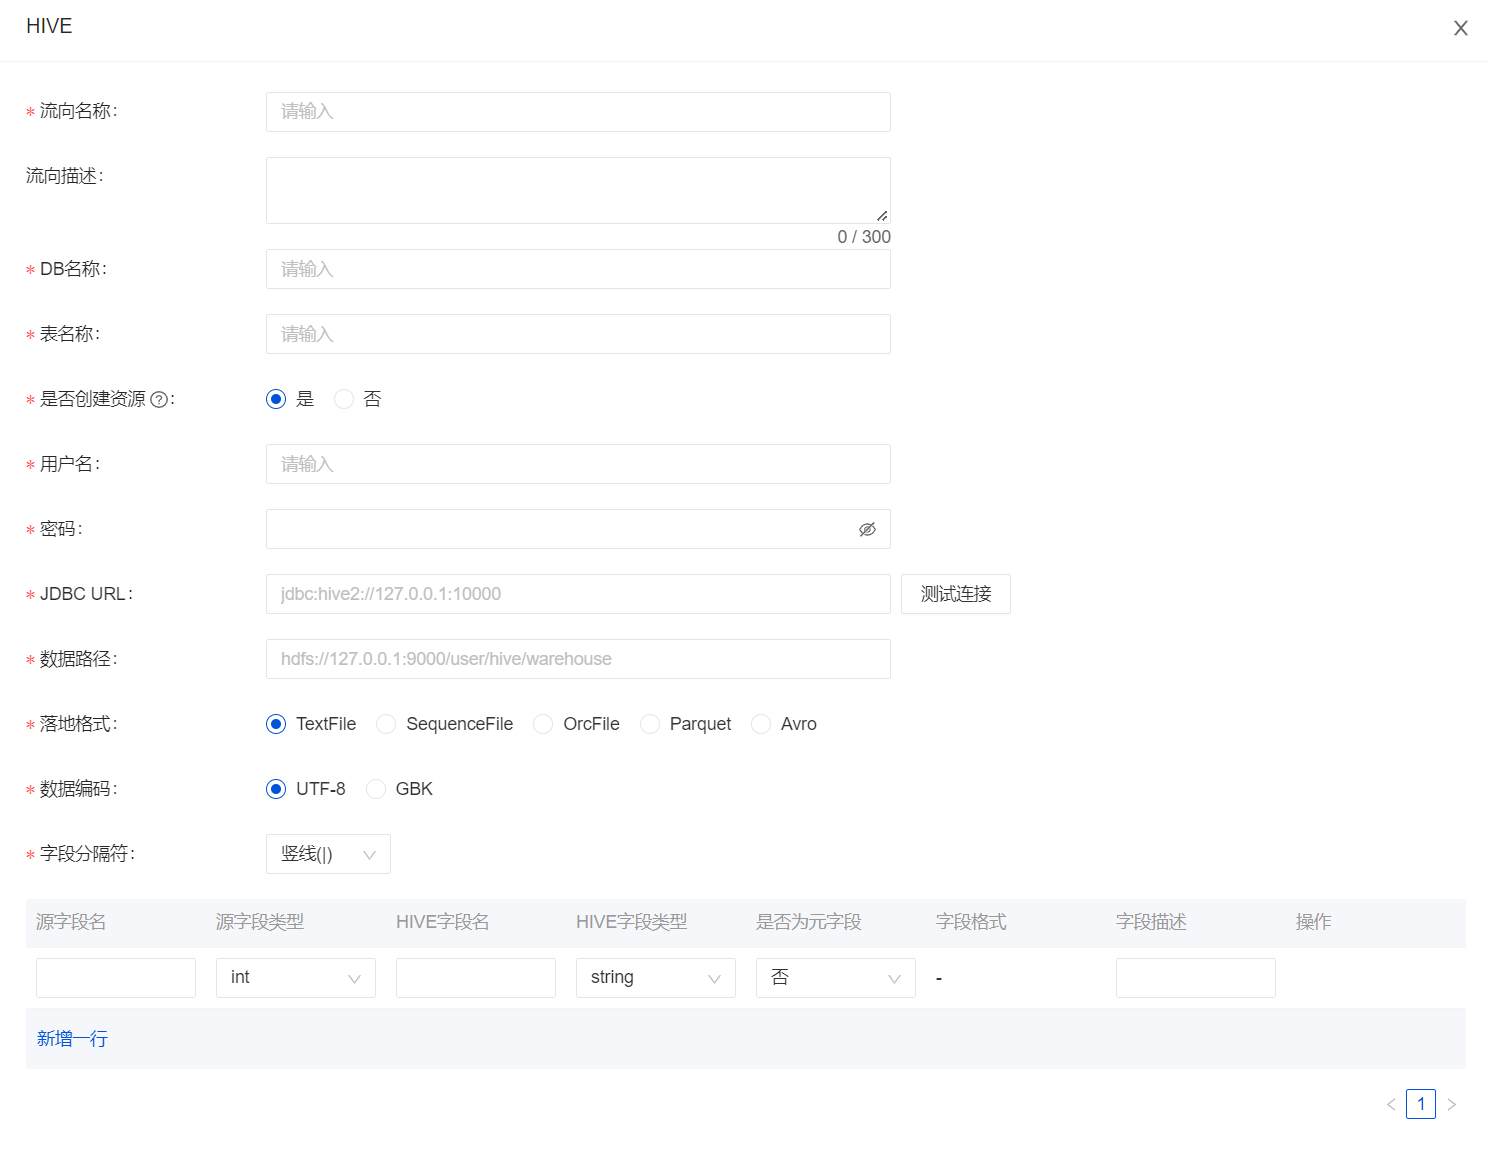 HIVE
* 流向名称:
请输入
流向描述:
0 / 300
* DB名称:
请输入
* 表名称:
请输入
* 是否创建资源?:
是 否
* 用户名:
请输入
* 密码:
* JDBC URL:
jdbc:hive2://127.0.0.1:10000
测试连接
* 数据路径:
hdfs://127.0.0.1:9000/user/hive/warehouse
* 落地格式:
TextFile SequenceFile OrcFile Parquet Avro
* 数据编码:
UTF-8 GBK
* 字段分隔符:
竖线(|)
源字段名 源字段类型 HIVE字段名 HIVE字段类型 是否为元字段 字段格式 字段描述 操作
int string 否 -
新增一行
< 1 >